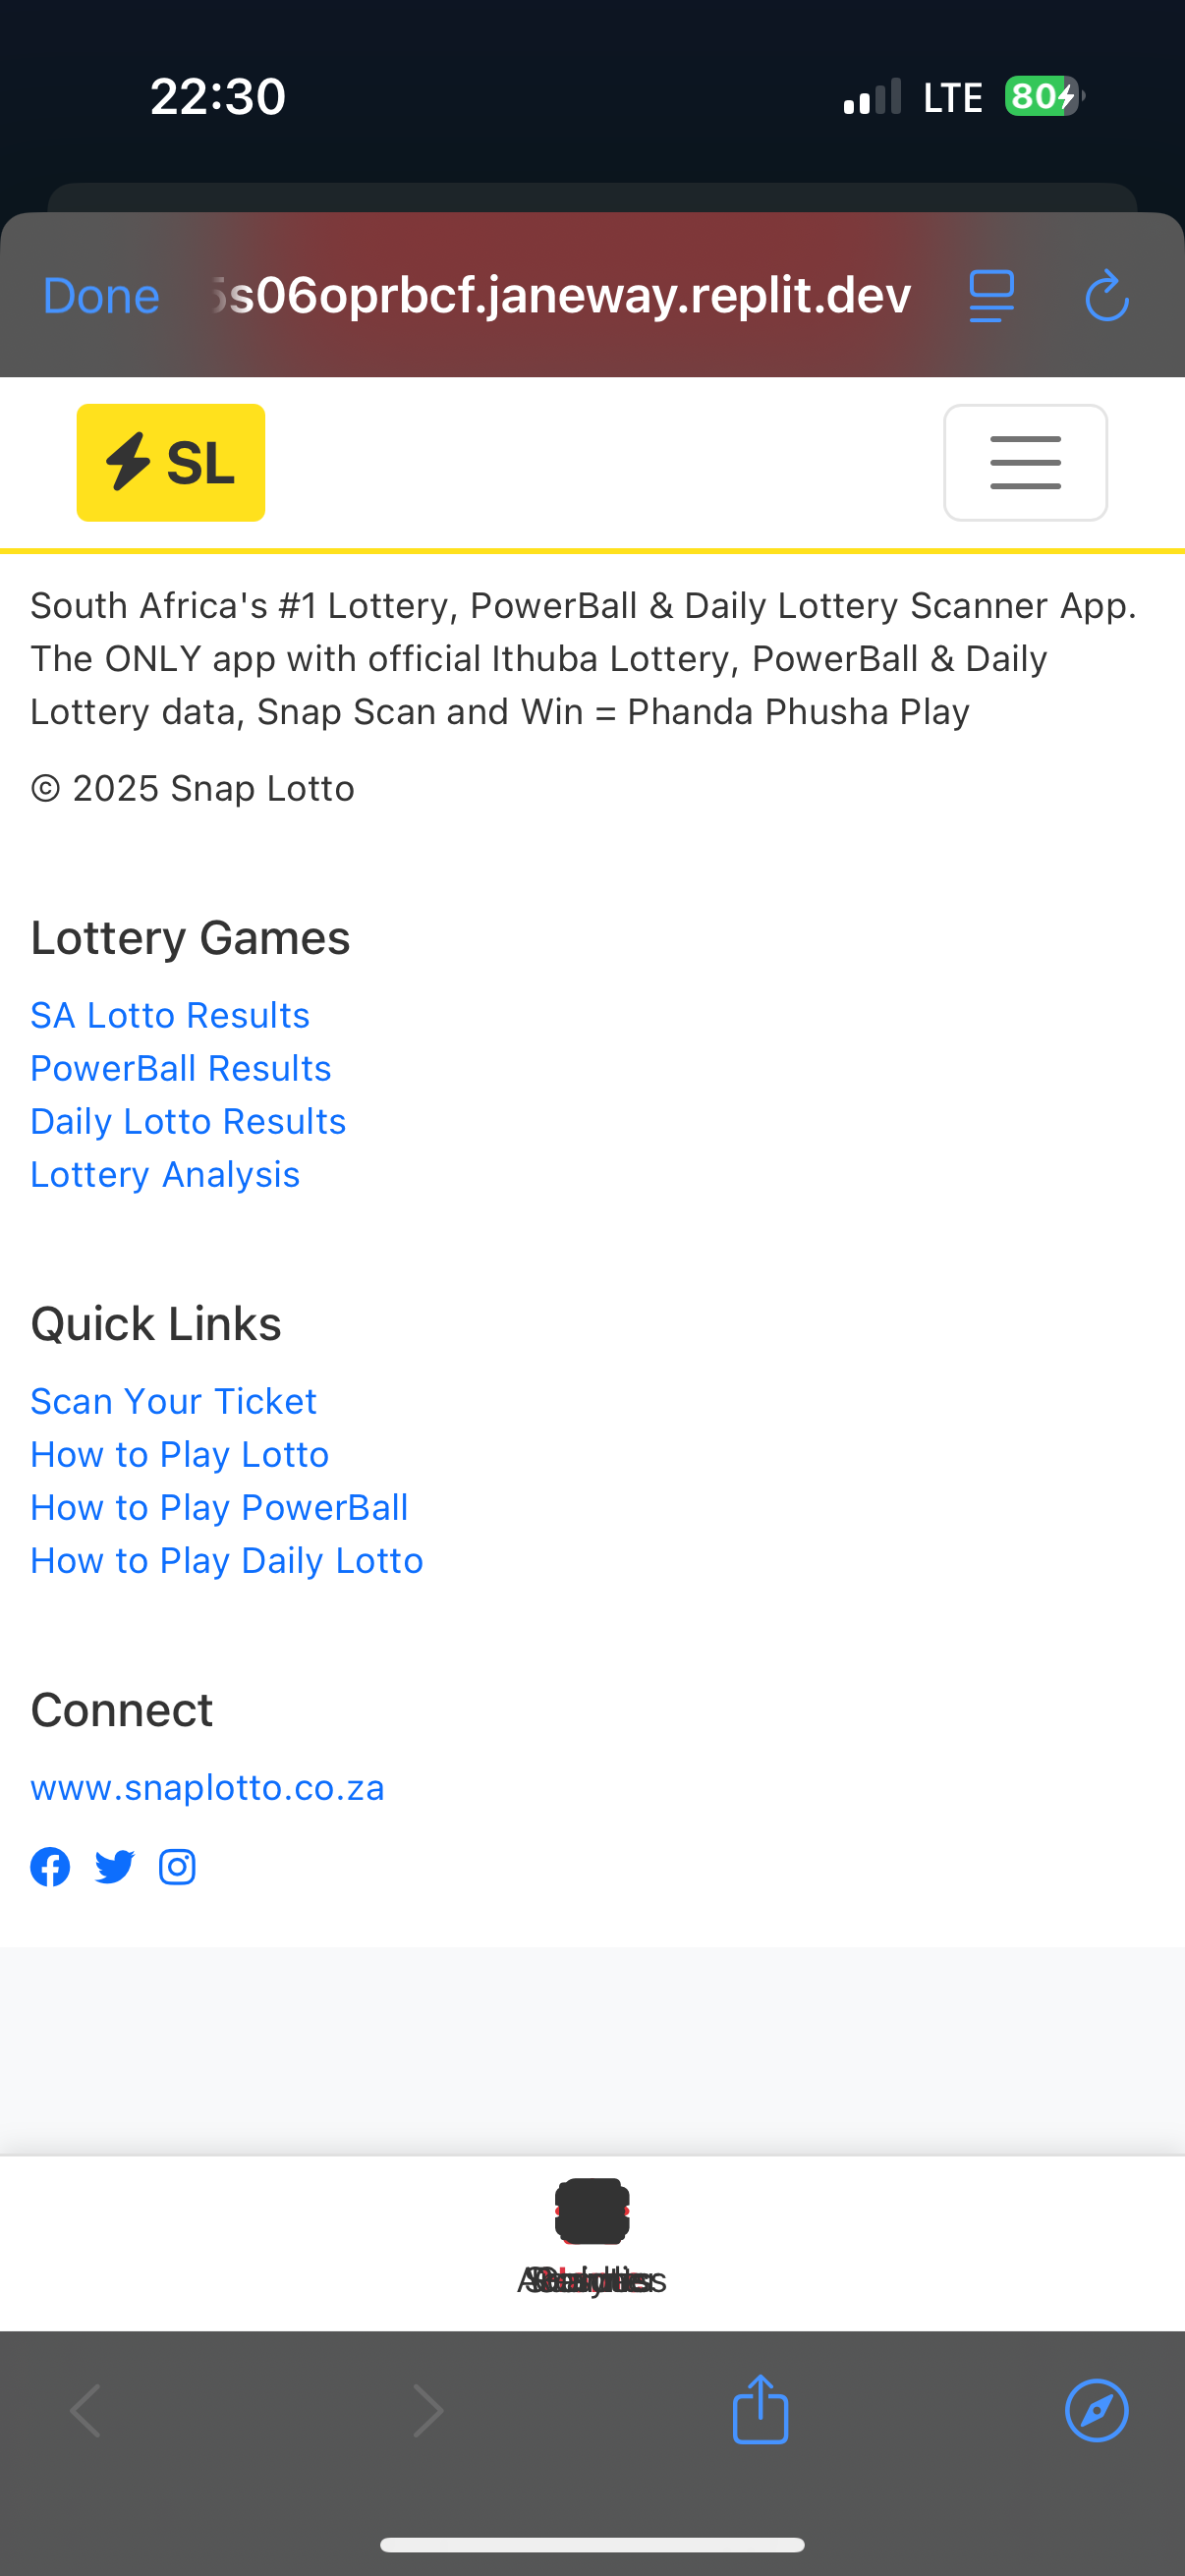 22:30
LTE
80
Done
s06oprbcf.janeway.replit.dev
SL
South Africa's #1 Lottery, PowerBall & Daily Lottery Scanner App.
The ONLY app with official Ithuba Lottery, PowerBall & Daily
Lottery data, Snap Scan and Win = Phanda Phusha Play
© 2025 Snap Lotto
Lottery Games
SA Lotto Results
PowerBall Results
Daily Lotto Results
Lottery Analysis
Quick Links
Scan Your Ticket
How to Play Lotto
How to Play PowerBall
How to Play Daily Lotto
Connect
www.snaplotto.co.za